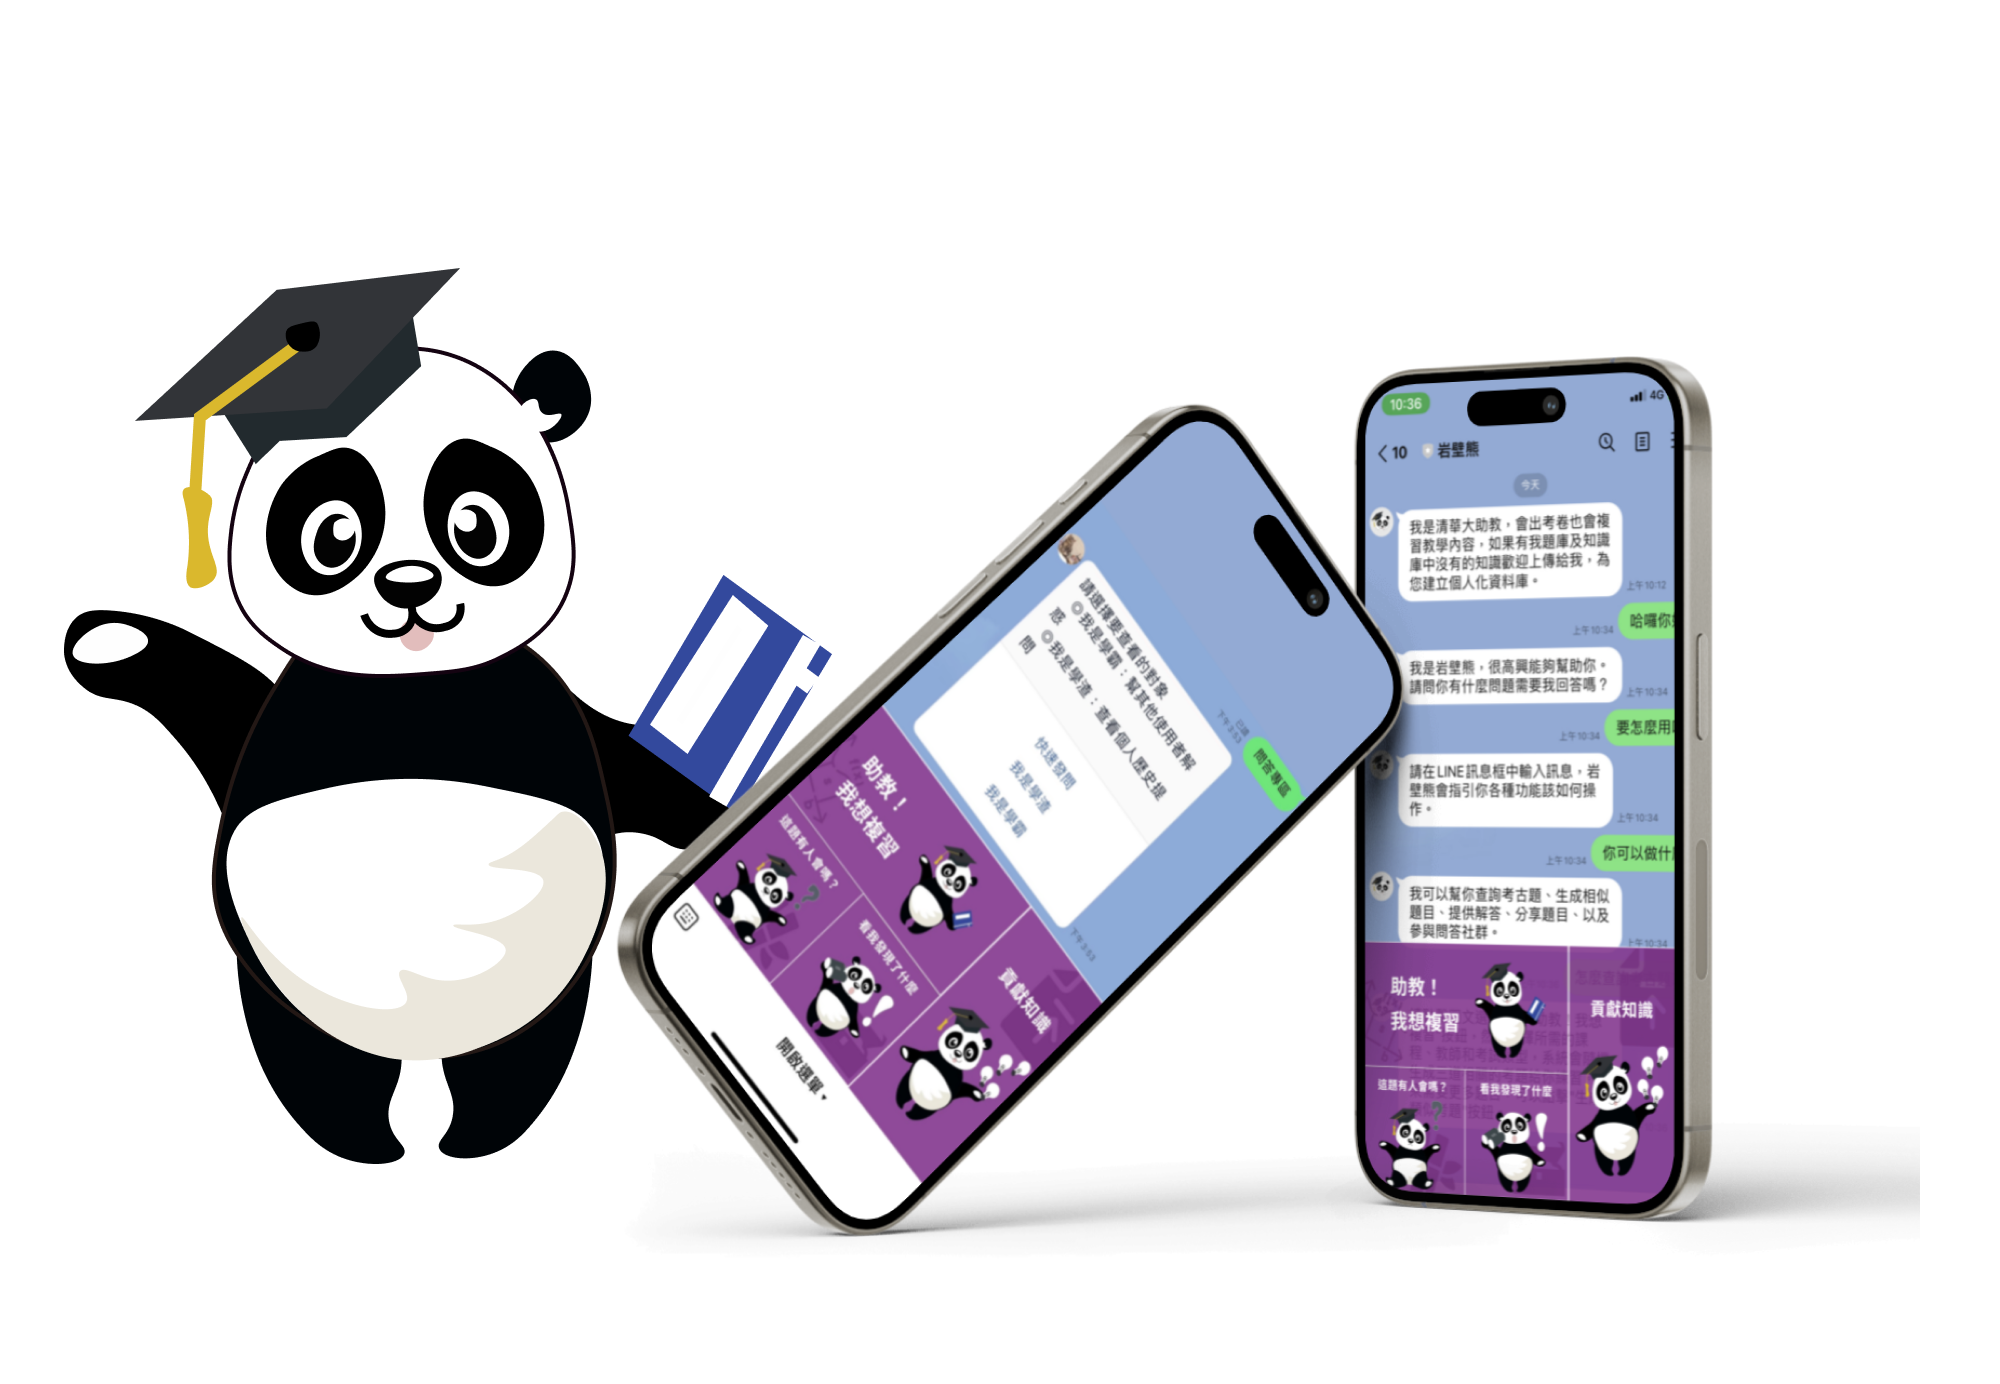 請選擇要查看的對象
◎我是學霸：幫其他使用者解
惑
◎我是學渣：查看個人歷史提
問
快速發問
我是學渣
我是學霸
下午3:53
已讀
下午3:53
問答專區
助教！
我想複習
這題有人會嗎？
看我發現了什麼
貢獻知識
開啟選單
10:36
4G
10
岩壁熊
今天
我是清華大助教，會出考卷也會複
習教學內容，如果有我題庫及知識
庫中沒有的知識歡迎上傳給我，為
您建立個人化資料庫。
上午10:12
哈囉你
上午10:34
我是岩壁熊，很高興能夠幫助你。
請問你有什麼問題需要我回答嗎？
上午10:34
要怎麼用
上午10:34
請在LINE訊息框中輸入訊息，岩
壁熊會指引你各種功能該如何操
作。
上午10:34
你可以做什
上午10:34
我可以幫你查詢考古題、生成相似
題目、提供解答、分享題目、以及
參與問答社群。
上午10:34
助教！
我想複習
貢獻知識
這題有人會嗎？
看我發現了什麼